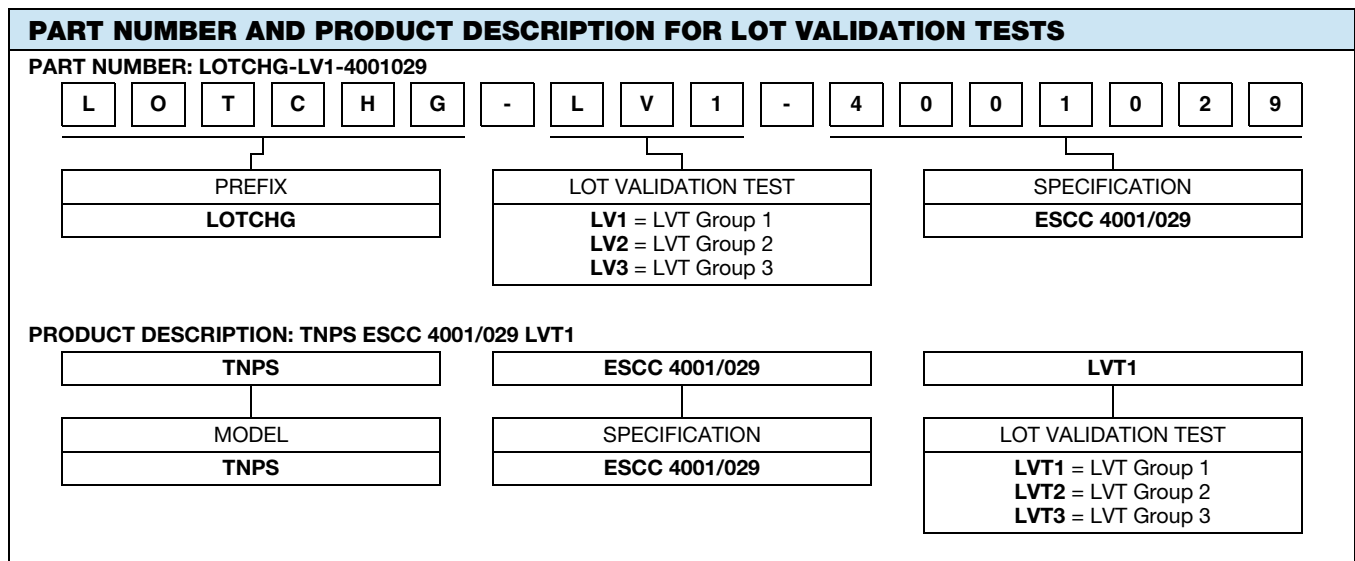 PART NUMBER AND PRODUCT DESCRIPTION FOR LOT VALIDATION TESTS
PART NUMBER: LOTCHG-LV1-4001029
L O T C H G - L V 1 - 4 0 0 1 0 2 9
PREFIX
LOTCHG
LOT VALIDATION TEST
LV1 = LVT Group 1
LV2 = LVT Group 2
LV3 = LVT Group 3
SPECIFICATION
ESCC 4001/029
PRODUCT DESCRIPTION: TNPS ESCC 4001/029 LVT1
TNPS
ESCC 4001/029
LVT1
MODEL
TNPS
SPECIFICATION
ESCC 4001/029
LOT VALIDATION TEST
LVT1 = LVT Group 1
LVT2 = LVT Group 2
LVT3 = LVT Group 3